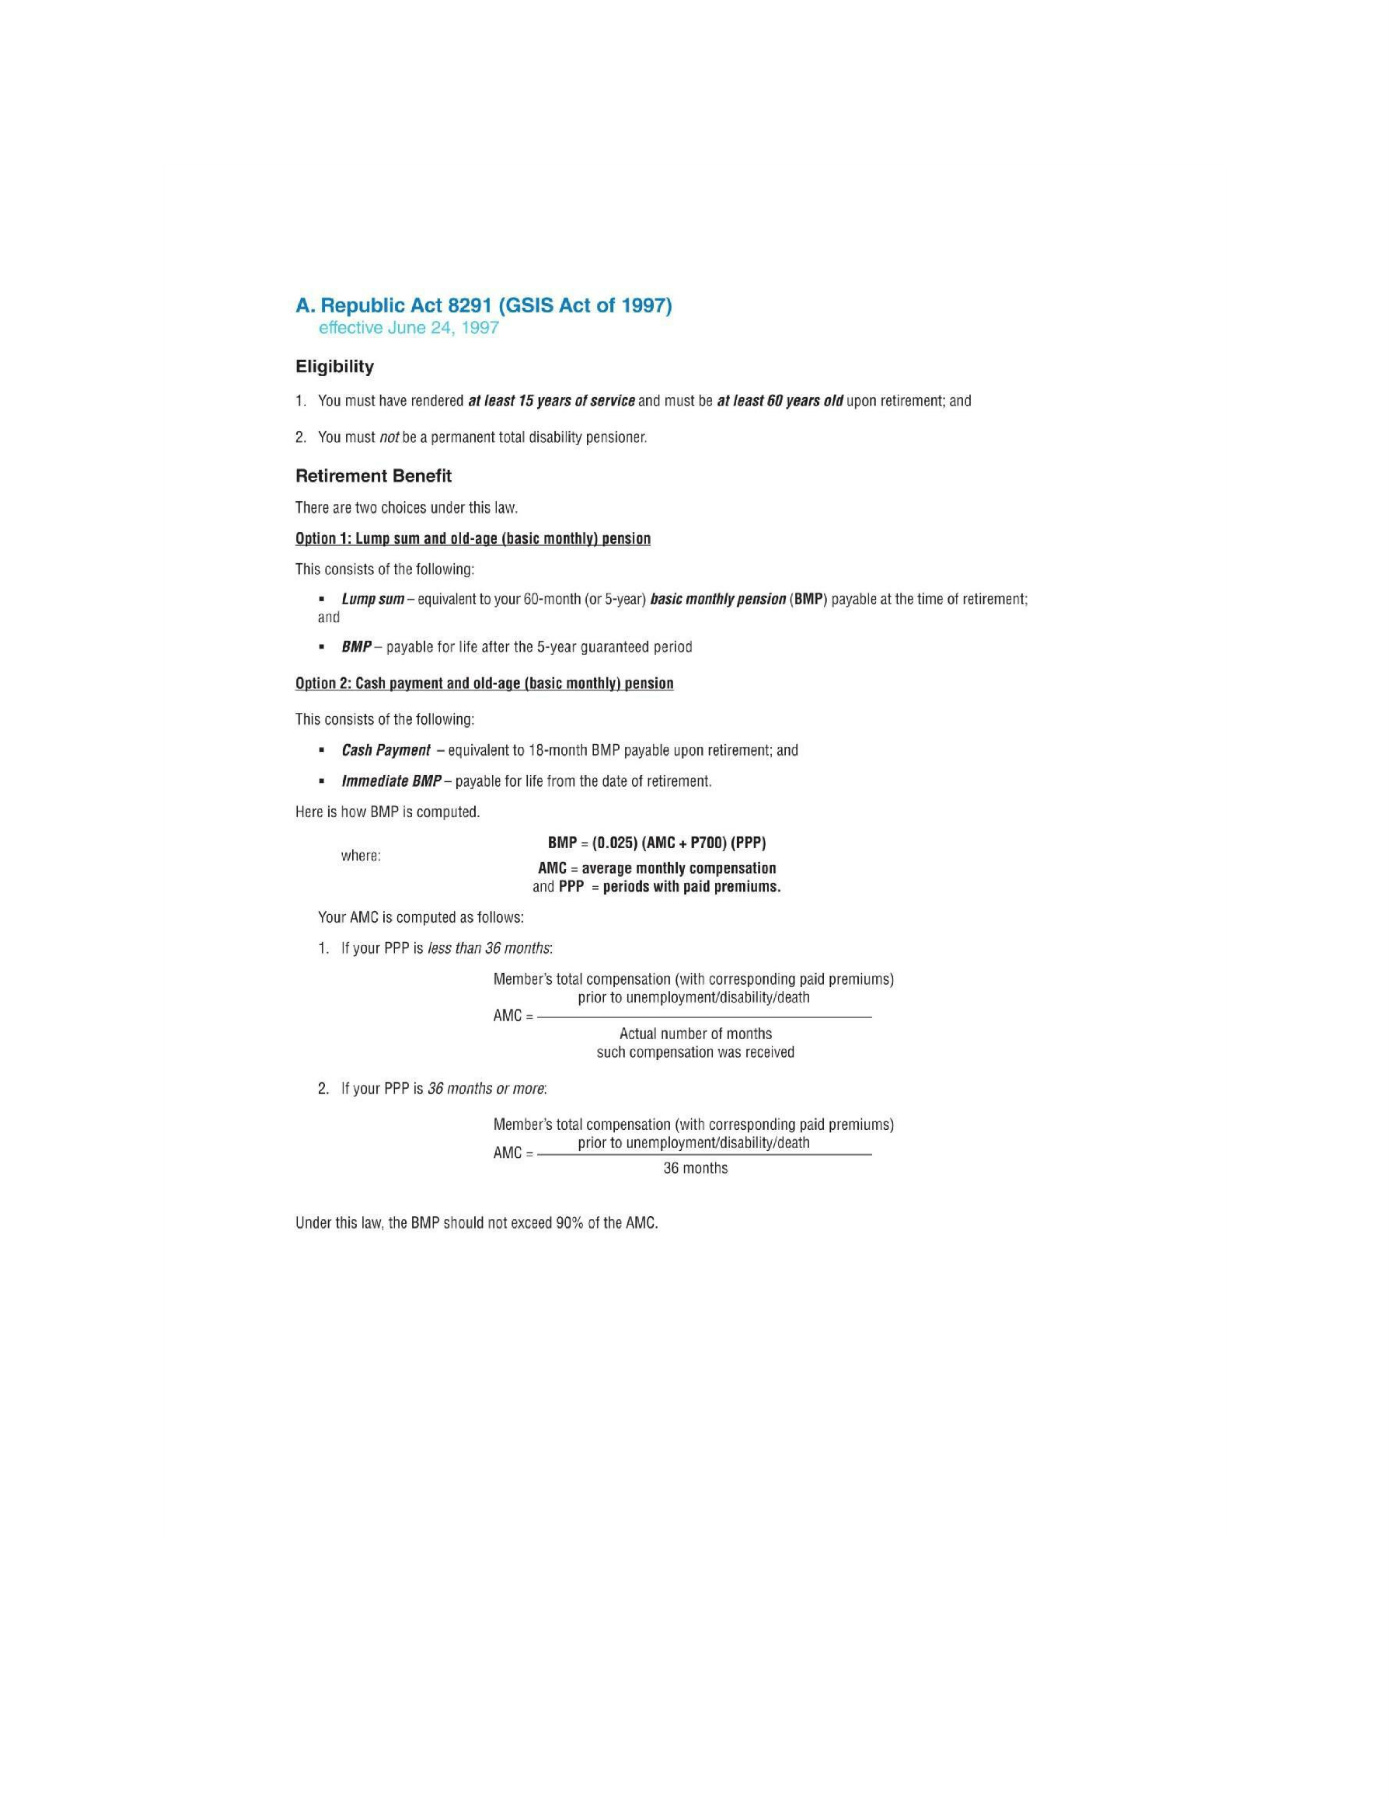 A. Republic Act 8291 (GSIS Act of 1997)
effective June 24, 1997
Eligibility
1. You must have rendered at least 15 years of service and must be at least 60 years old upon retirement; and
2. You must not be a permanent total disability pensioner.
Retirement Benefit
There are two choices under this law.
Option 1: Lump sum and old-age (basic monthly) pension
This consists of the following:
▪ Lump sum – equivalent to your 60-month (or 5-year) basic monthly pension (BMP) payable at the time of retirement;
and
▪ BMP – payable for life after the 5-year guaranteed period
Option 2: Cash payment and old-age (basic monthly) pension
This consists of the following:
▪ Cash Payment – equivalent to 18-month BMP payable upon retirement; and
▪ Immediate BMP – payable for life from the date of retirement.
Here is how BMP is computed.
BMP = (0.025) (AMC + P700) (PPP)
where:
AMC = average monthly compensation
and PPP = periods with paid premiums.
Your AMC is computed as follows:
1. If your PPP is less than 36 months:
Member's total compensation (with corresponding paid premiums)
prior to unemployment/disability/death
AMC =
Actual number of months
such compensation was received
2. If your PPP is 36 months or more:
Member's total compensation (with corresponding paid premiums)
prior to unemployment/disability/death
AMC =
36 months
Under this law, the BMP should not exceed 90% of the AMC.